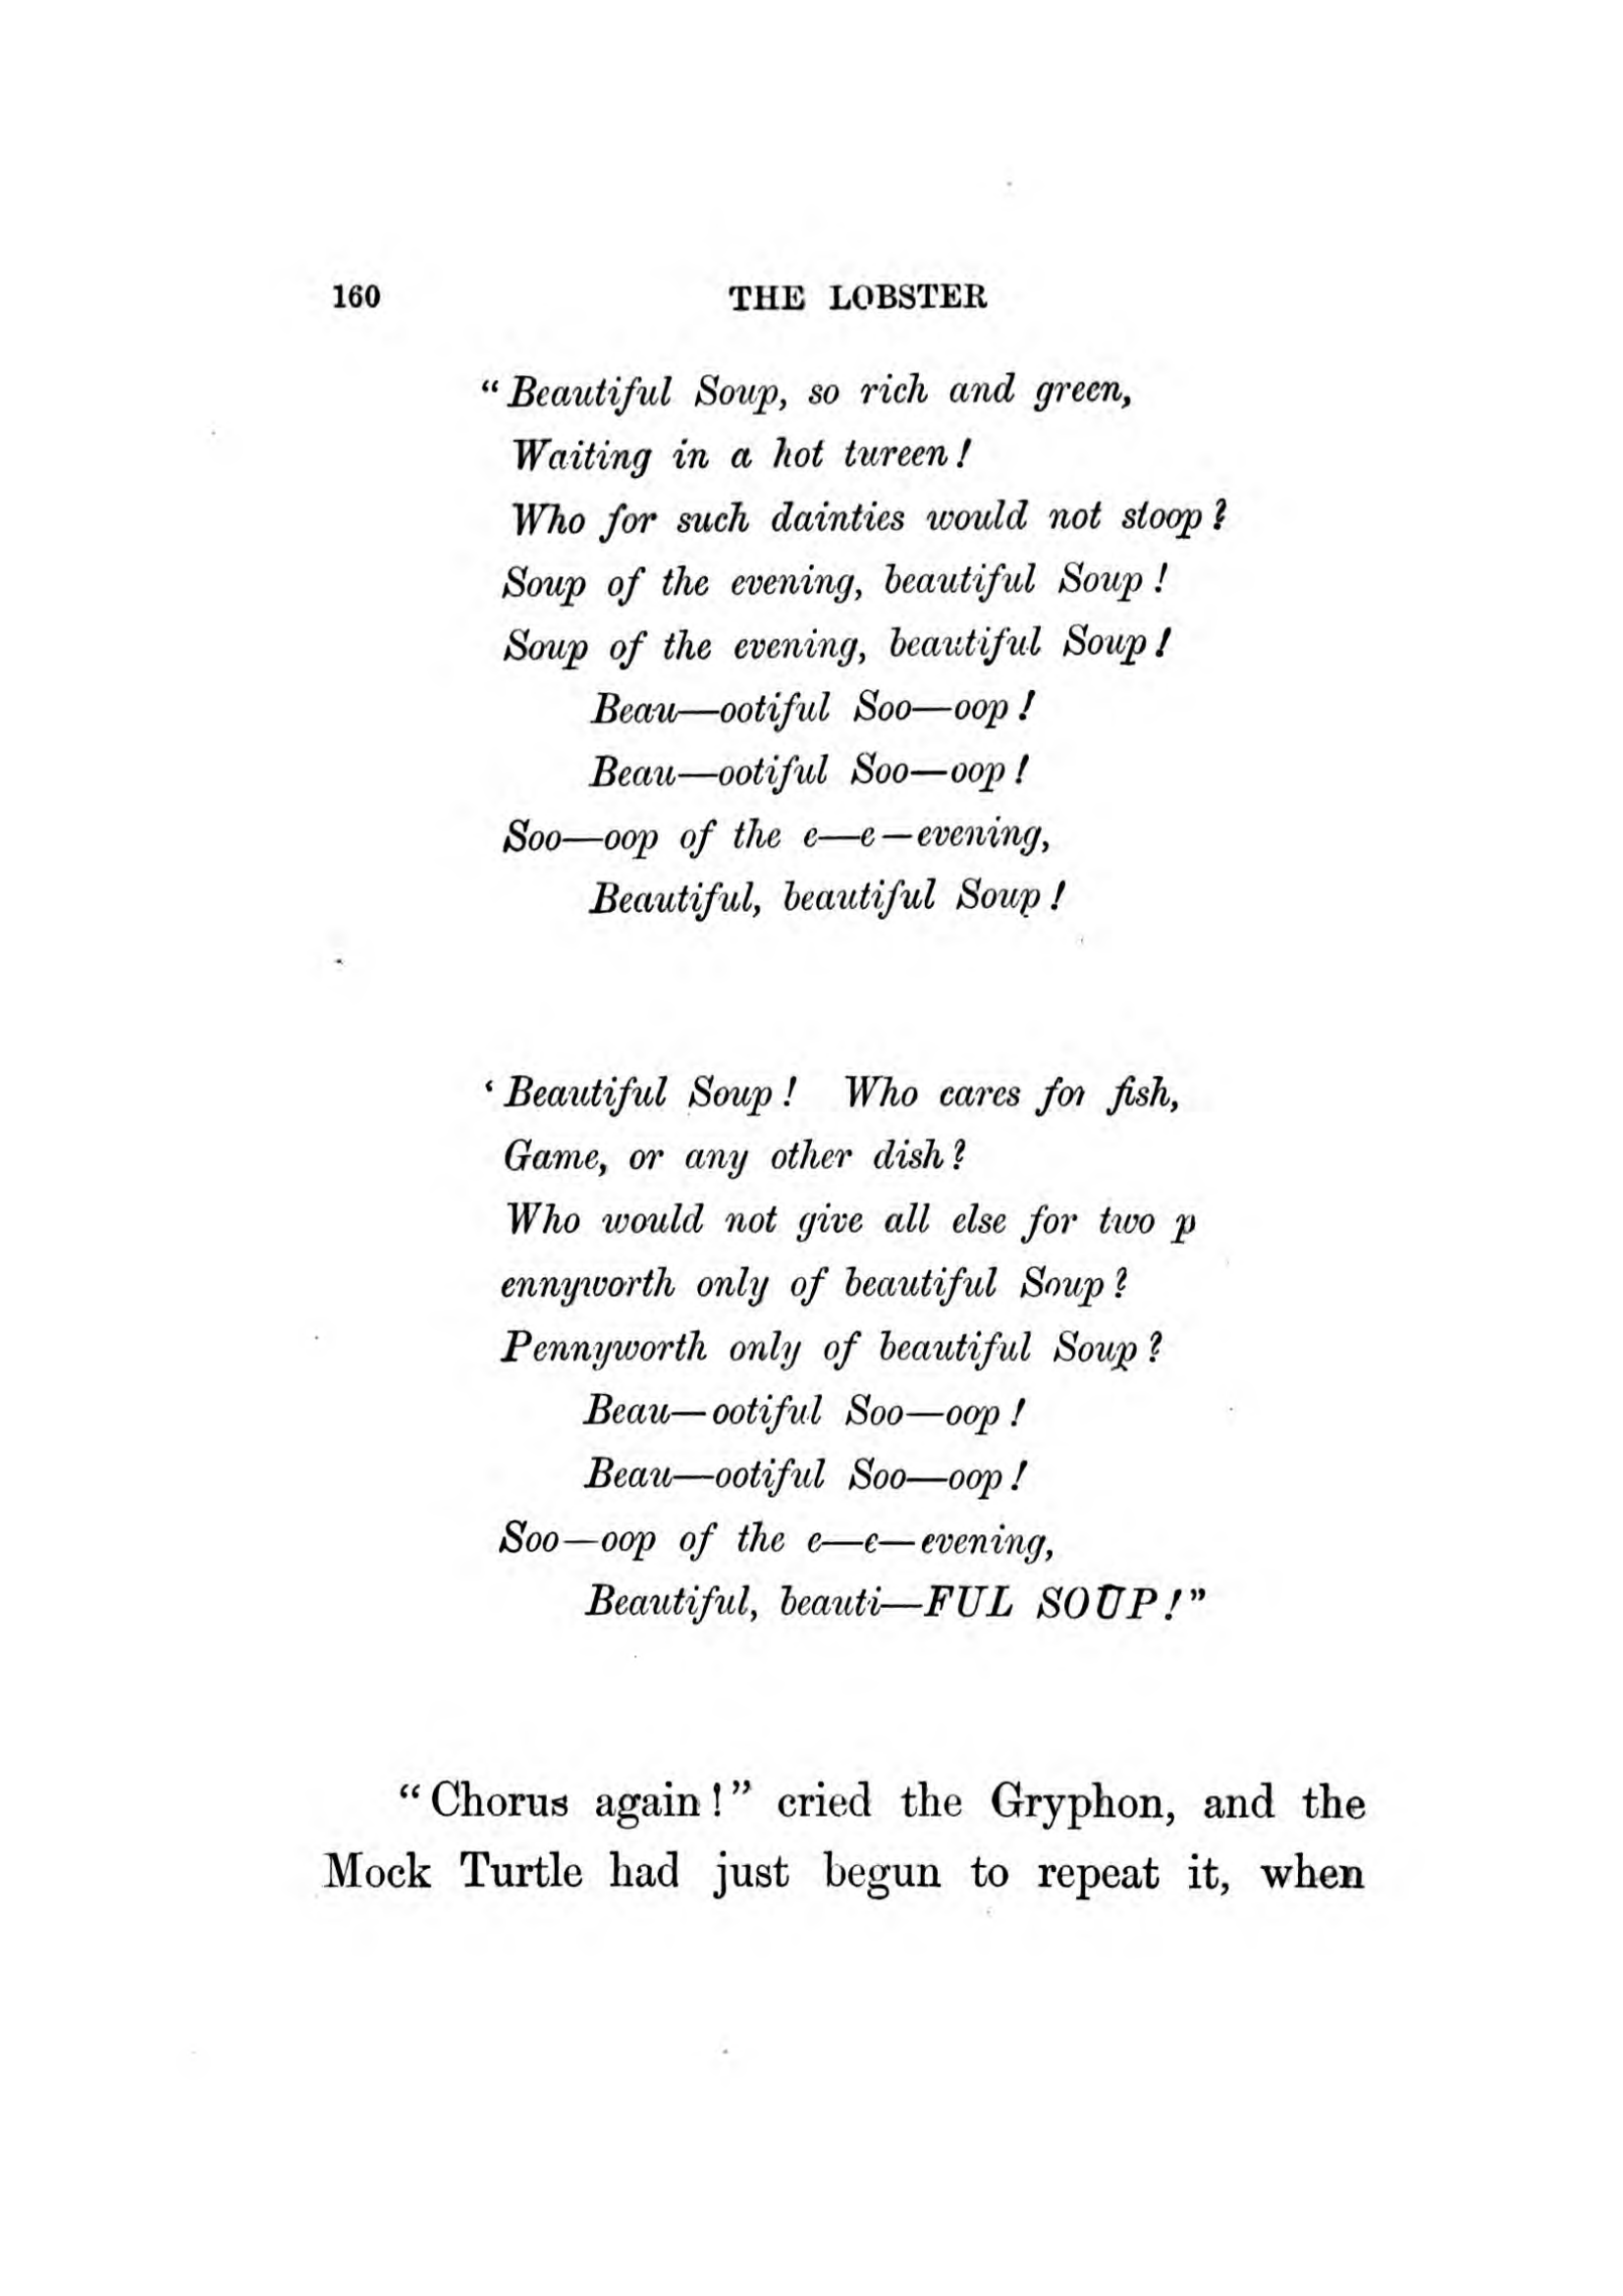 160 THE LOBSTER
“Beautiful Soup, so rich and green,
Waiting in a hot tureen!
Who for such dainties would not stoop?
Soup of the evening, beautiful Soup!
Soup of the evening, beautiful Soup!
Beau—ootiful Soo—oop!
Beau—ootiful Soo—oop!
Soo—oop of the e—e—evening,
Beautiful, beautiful Soup!
‘Beautiful Soup! Who cares for fish,
Game, or any other dish?
Who would not give all else for two p
ennyworth only of beautiful Soup?
Pennyworth only of beautiful Soup?
Beau—ootiful Soo—oop!
Beau—ootiful Soo—oop!
Soo—oop of the e—e—evening,
Beautiful, beauti—FUL SOUP!”
“Chorus again!” cried the Gryphon, and the
Mock Turtle had just begun to repeat it, when